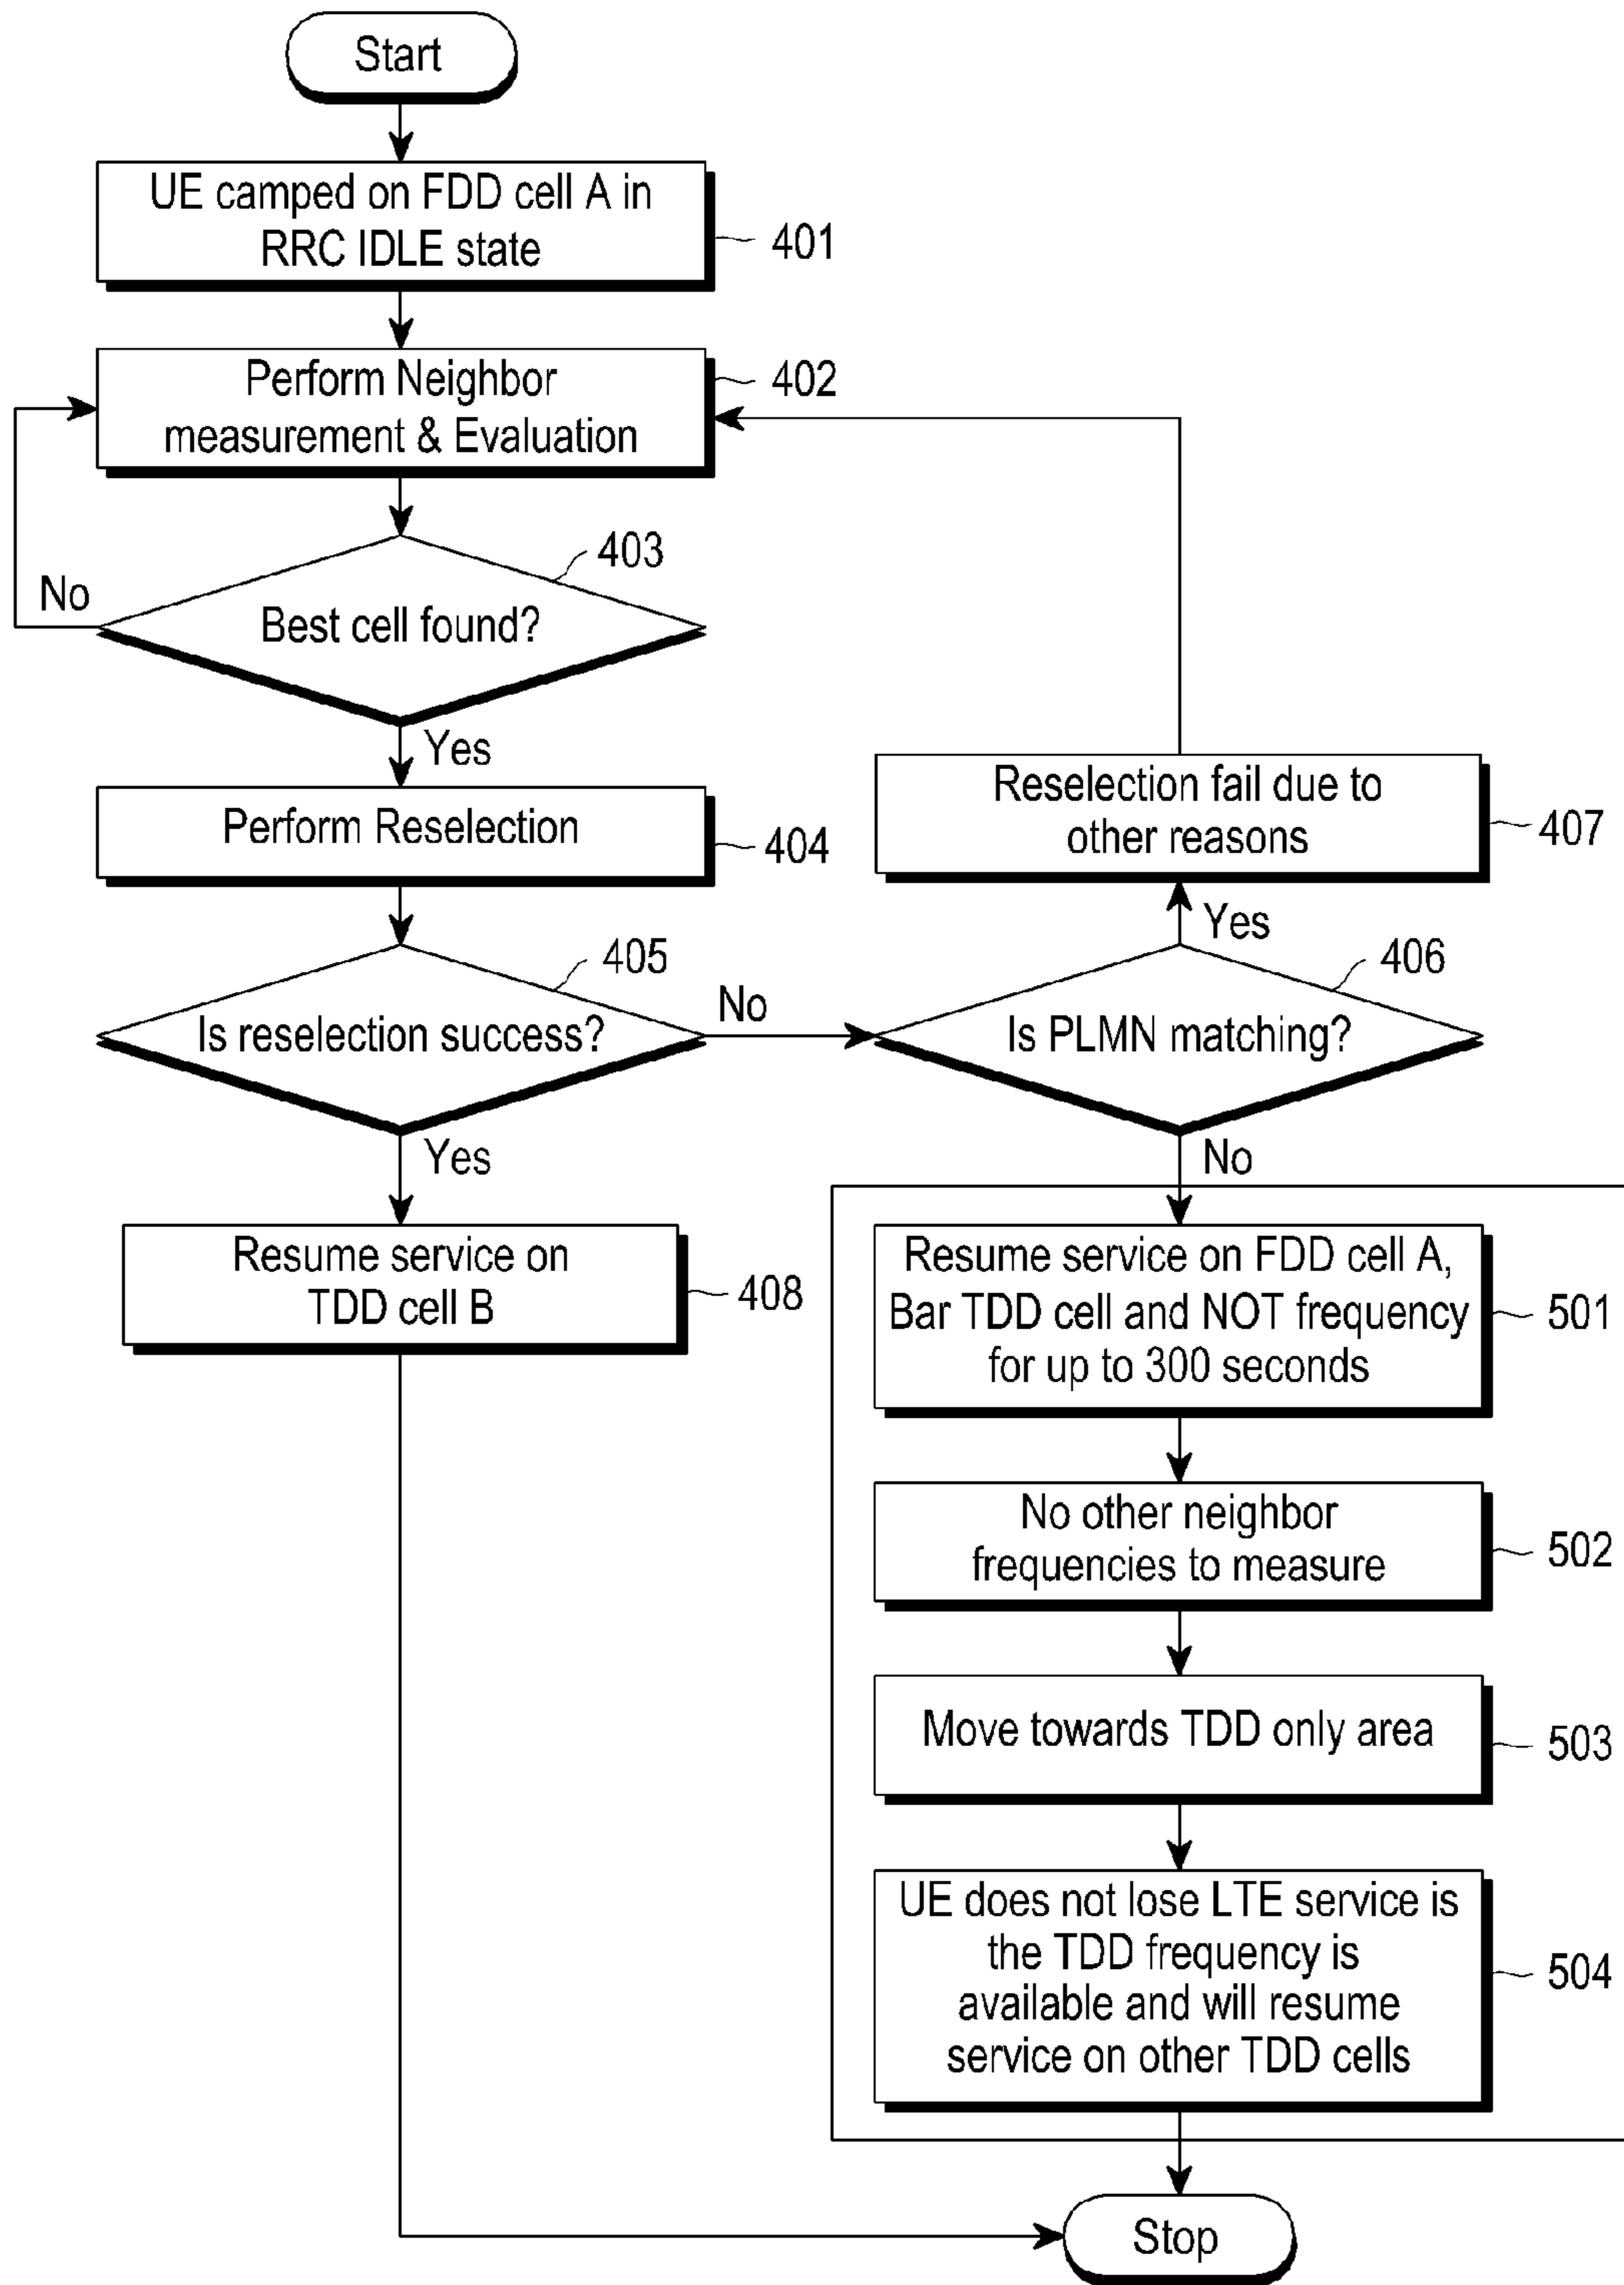 Start
UE camped on FDD cell A in
RRC IDLE state
401
Perform Neighbor
measurement & Evaluation
402
403
No
Best cell found?
Yes
Perform Reselection
404
Reselection fail due to
other reasons
407
Yes
405
Is reselection success?
No
406
Is PLMN matching?
Yes
No
Resume service on
TDD cell B
408
Resume service on FDD cell A,
Bar TDD cell and NOT frequency
for up to 300 seconds
501
No other neighbor
frequencies to measure
502
Move towards TDD only area
503
UE does not lose LTE service is
the TDD frequency is
available and will resume
service on other TDD cells
504
Stop